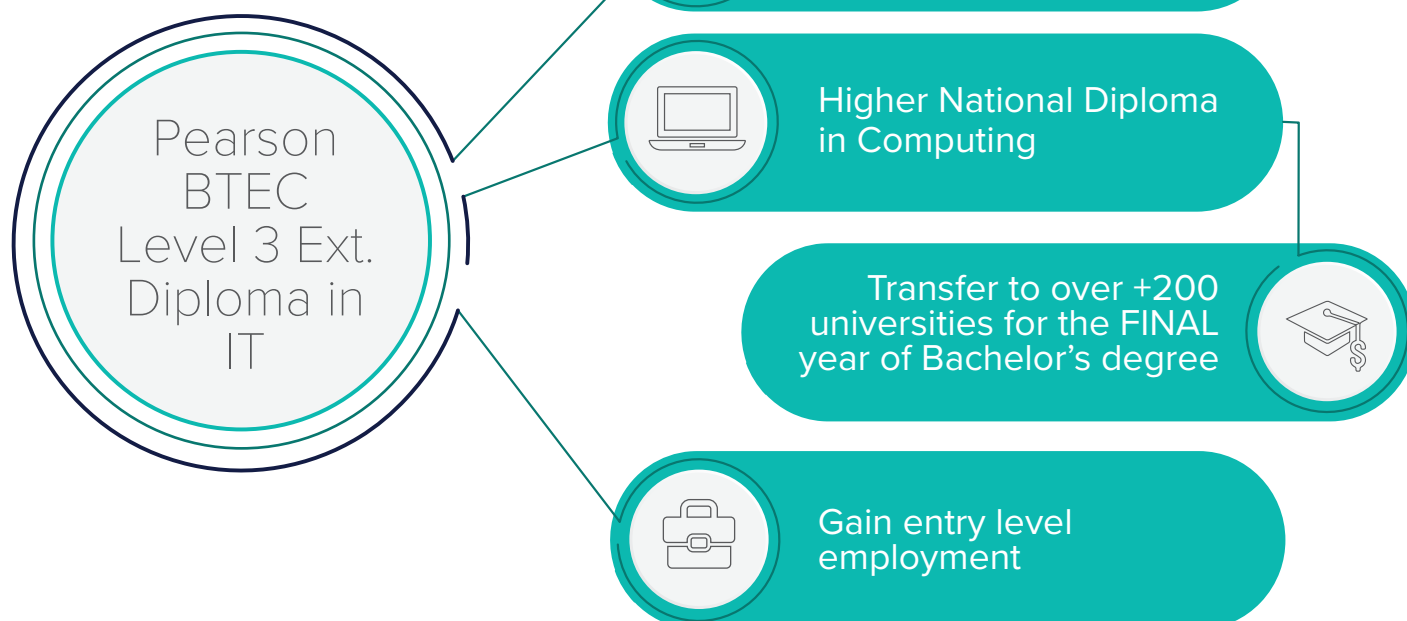 Pearson
BTEC
Level 3 Ext.
Diploma in
IT
Higher National Diploma
in Computing
Transfer to over +200
universities for the FINAL
year of Bachelor’s degree
Gain entry level
employment